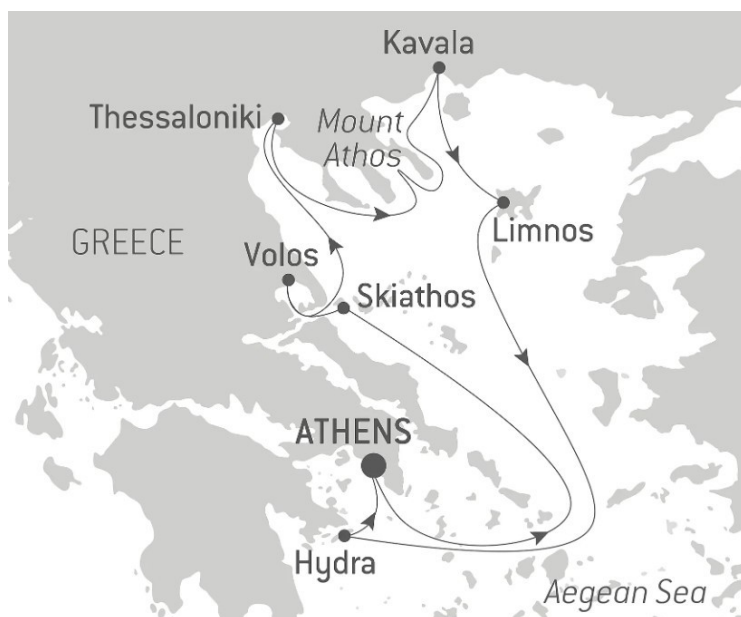 Kavala
Thessaloniki
Mount
Athos
Limnos
GREECE
Volos
Skiathos
ATHENS
Hydra
Aegean Sea